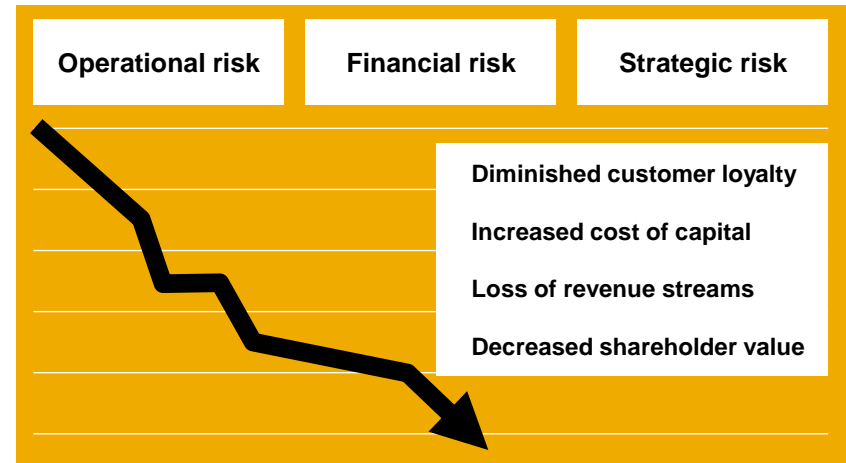 Operational risk
Financial risk
Strategic risk
Diminished customer loyalty
Increased cost of capital
Loss of revenue streams
Decreased shareholder value